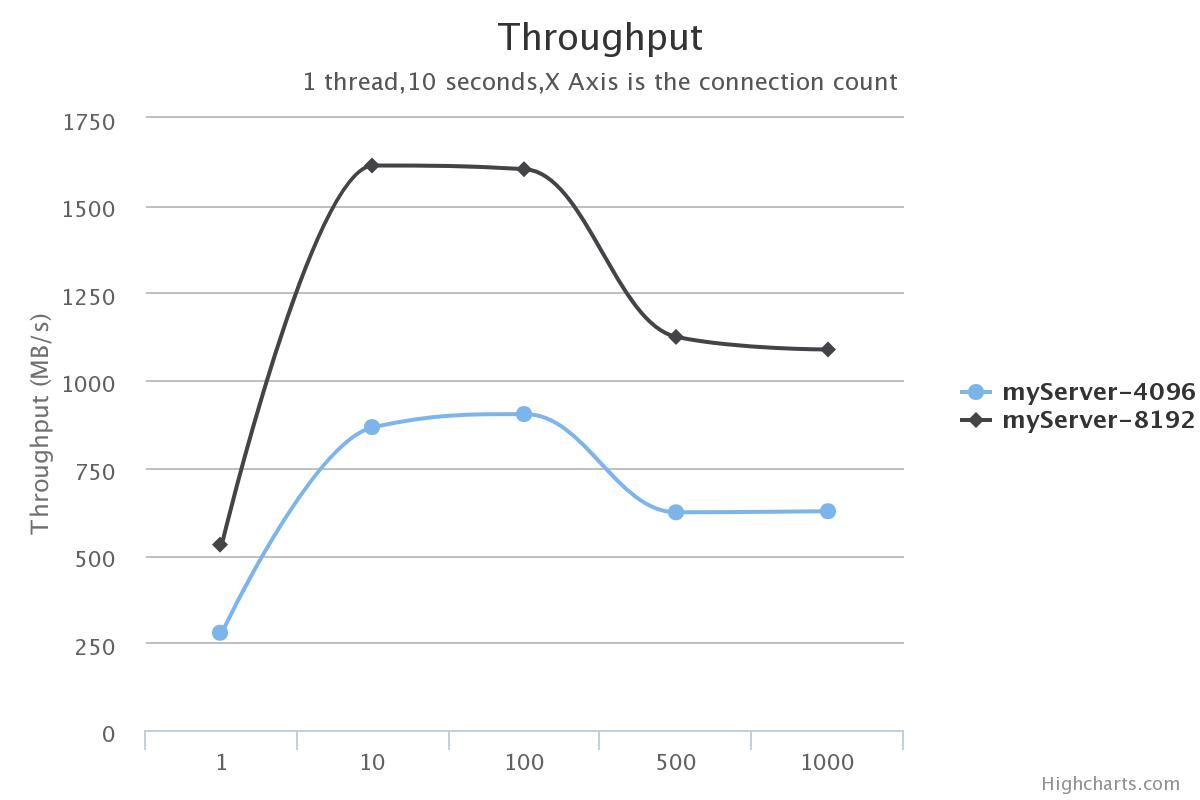 Throughput
1 thread,10 seconds,X Axis is the connection count
Throughput (MB/s)
1750
1500
1250
1000
750
500
250
0
1 10 100 500 1000
myServer-4096
myServer-8192
Highcharts.com